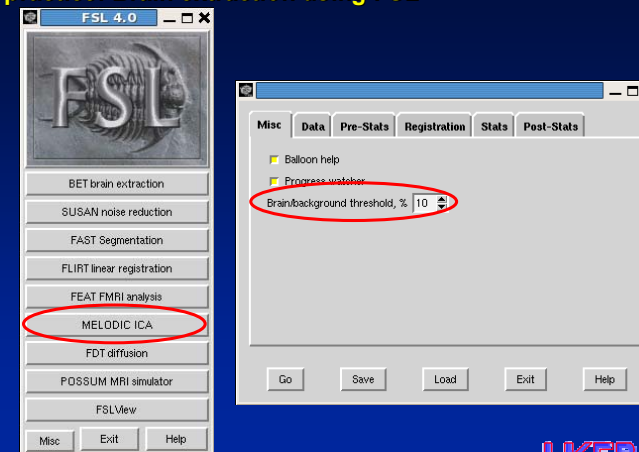 FSL 4.0
FSL
BET brain extraction
SUSAN noise reduction
FAST Segmentation
FLIRT linear registration
FEAT FMRI analysis
MELODIC ICA
FDT diffusion
POSSUM MRI simulator
FSLView
Misc Exit Help
Misc Data Pre-Stats Registration Stats Post-Stats
Balloon help
Progress watcher
Brain/background threshold, % 10
Go Save Load Exit Help